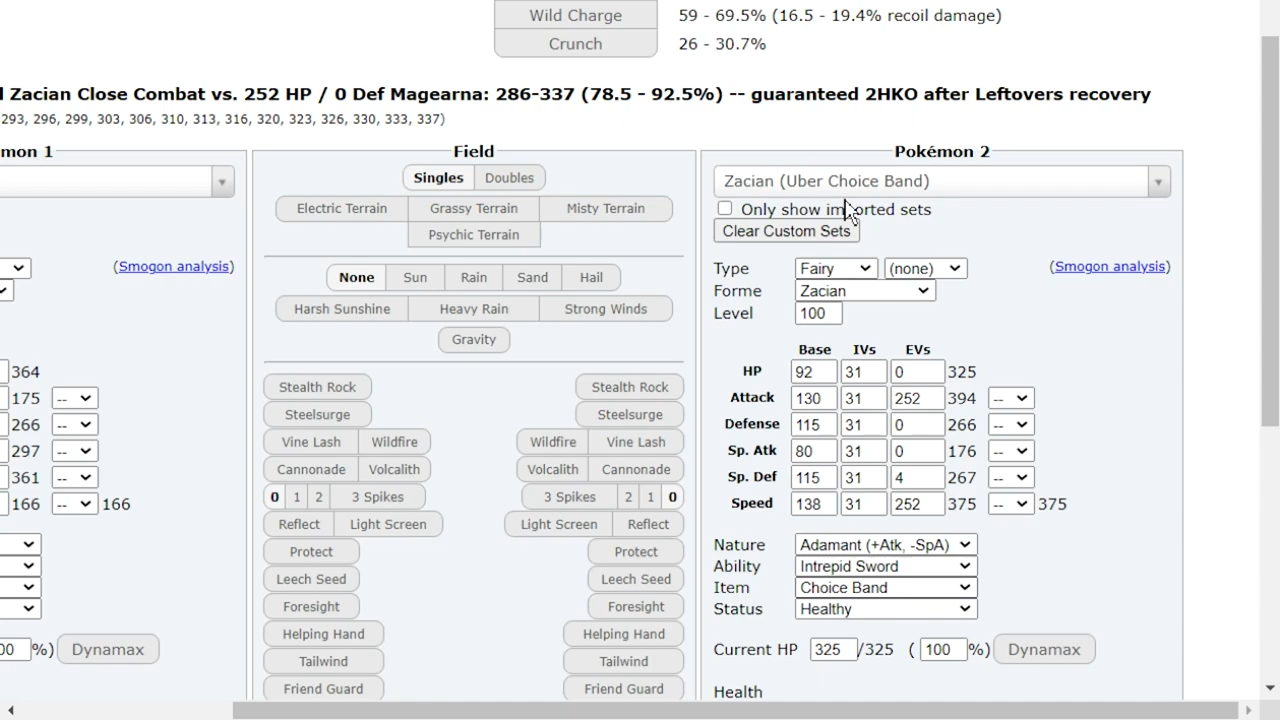 Wild Charge 59 - 69.5% (16.5 - 19.4% recoil damage)
Crunch 26 - 30.7%
Zacian Close Combat vs. 252 HP / 0 Def Magearna: 286-337 (78.5 - 92.5%) -- guaranteed 2HKO after Leftovers recovery
293, 296, 299, 303, 306, 310, 313, 316, 320, 323, 326, 330, 333, 337)
mon 1
(Smogon analysis)
364
175 --
266 --
297 --
361 --
166 -- 166
00 %) Dynamax
Field
Singles Doubles
Electric Terrain Grassy Terrain Misty Terrain
Psychic Terrain
None Sun Rain Sand Hail
Harsh Sunshine Heavy Rain Strong Winds
Gravity
Stealth Rock Stealth Rock
Steelsurge Steelsurge
Vine Lash Wildfire Wildfire Vine Lash
Cannonade Volcalith Volcalith Cannonade
0 1 2 3 Spikes 3 Spikes 2 1 0
Reflect Light Screen Light Screen Reflect
Protect Protect
Leech Seed Leech Seed
Foresight Foresight
Helping Hand Helping Hand
Tailwind Tailwind
Friend Guard Friend Guard
Pokémon 2
Zacian (Uber Choice Band)
Only show imported sets
Clear Custom Sets
Type Fairy (none) (Smogon analysis)
Forme Zacian
Level 100
Base IVs EVs
HP 92 31 0 325
Attack 130 31 252 394 --
Defense 115 31 0 266 --
Sp. Atk 80 31 0 176 --
Sp. Def 115 31 4 267 --
Speed 138 31 252 375 -- 375
Nature Adamant (+Atk, -SpA)
Ability Intrepid Sword
Item Choice Band
Status Healthy
Current HP 325 /325 ( 100 %) Dynamax
Health